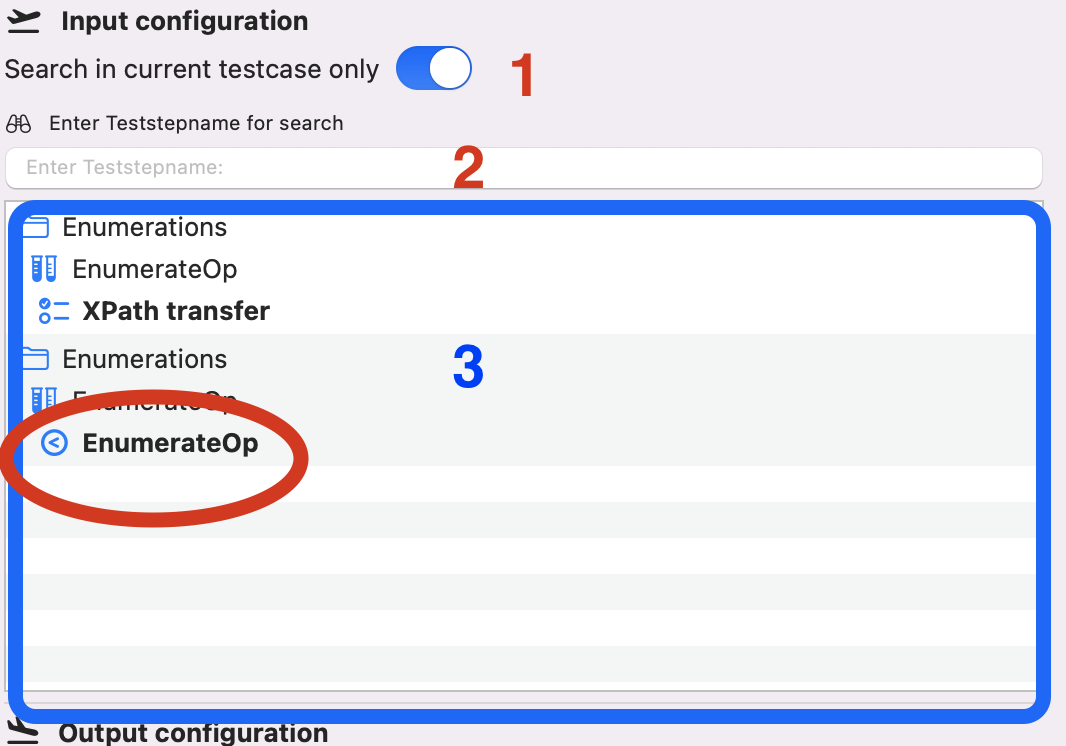 Input configuration
Search in current testcase only 1
Enter Teststepname for search
Enter Teststepname: 2
Enumerations
EnumerateOp
XPath transfer
Enumerations 3
EnumerateOp
EnumerateOp
Output configuration